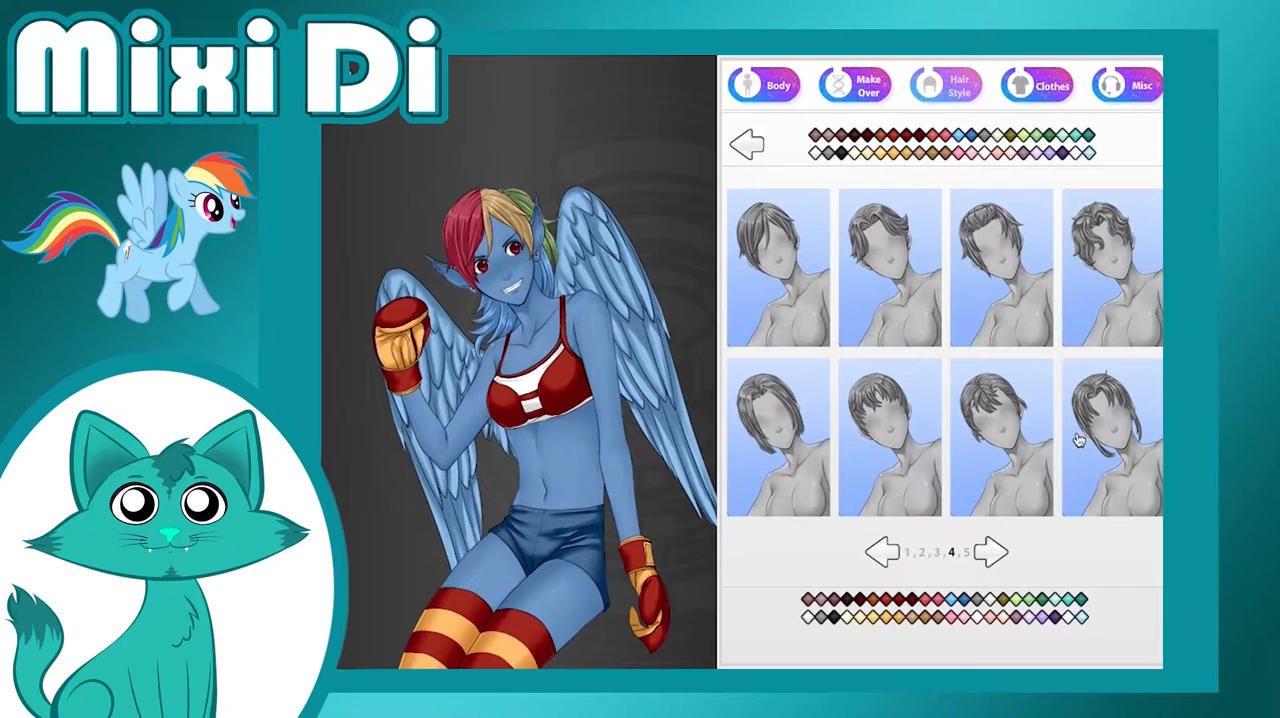 Mixi Di
Body
Make
Over
Hair
Style
Clothes
Misc
1, 2, 3, 4, 5